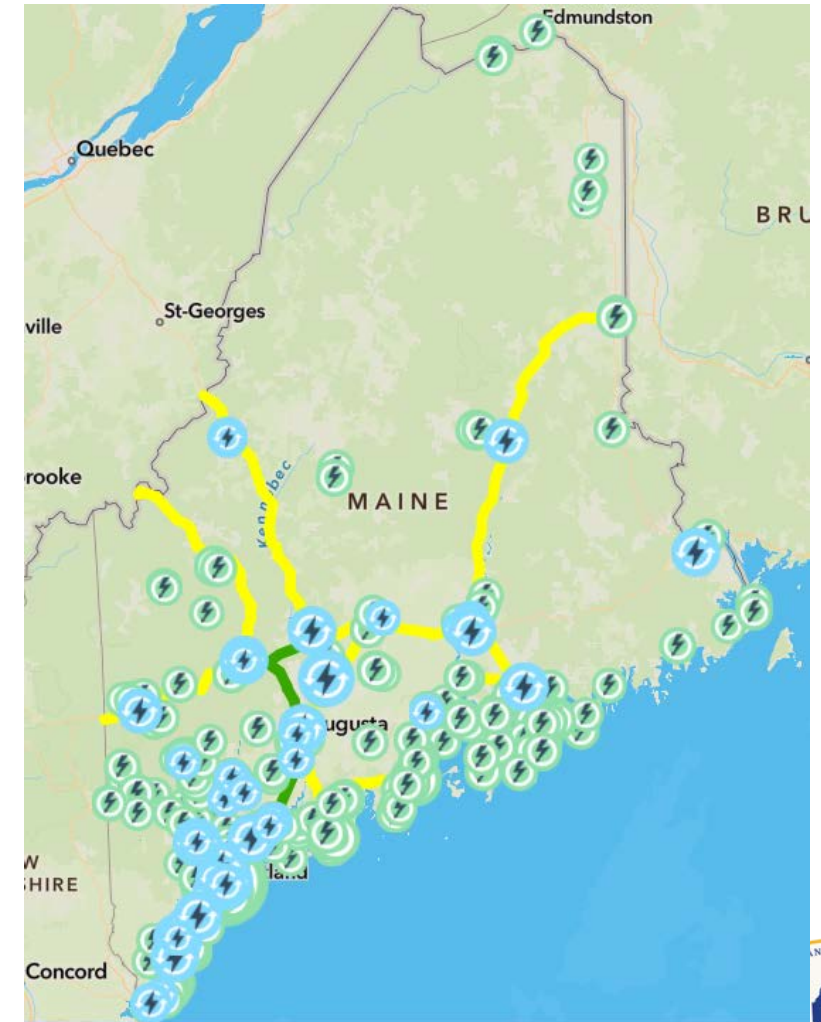 Edmundston
Quebec
BRU
St-Georges
ville
rooke
Kennebec
MAINE
ugusta
land
W
SHIRE
Concord